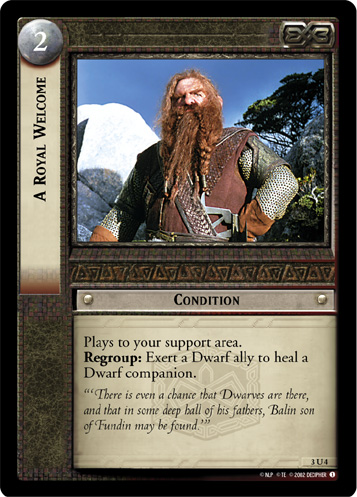 2
A Royal Welcome
Condition
Plays to your support area.
Regroup: Exert a Dwarf ally to heal a
Dwarf companion.
“‘There is even a chance that Dwarves are there,
and that in some deep hall of his fathers, Balin son
of Fundin may be found.’”
3 U 4
© NLP © TE © 2002 DECIPHER